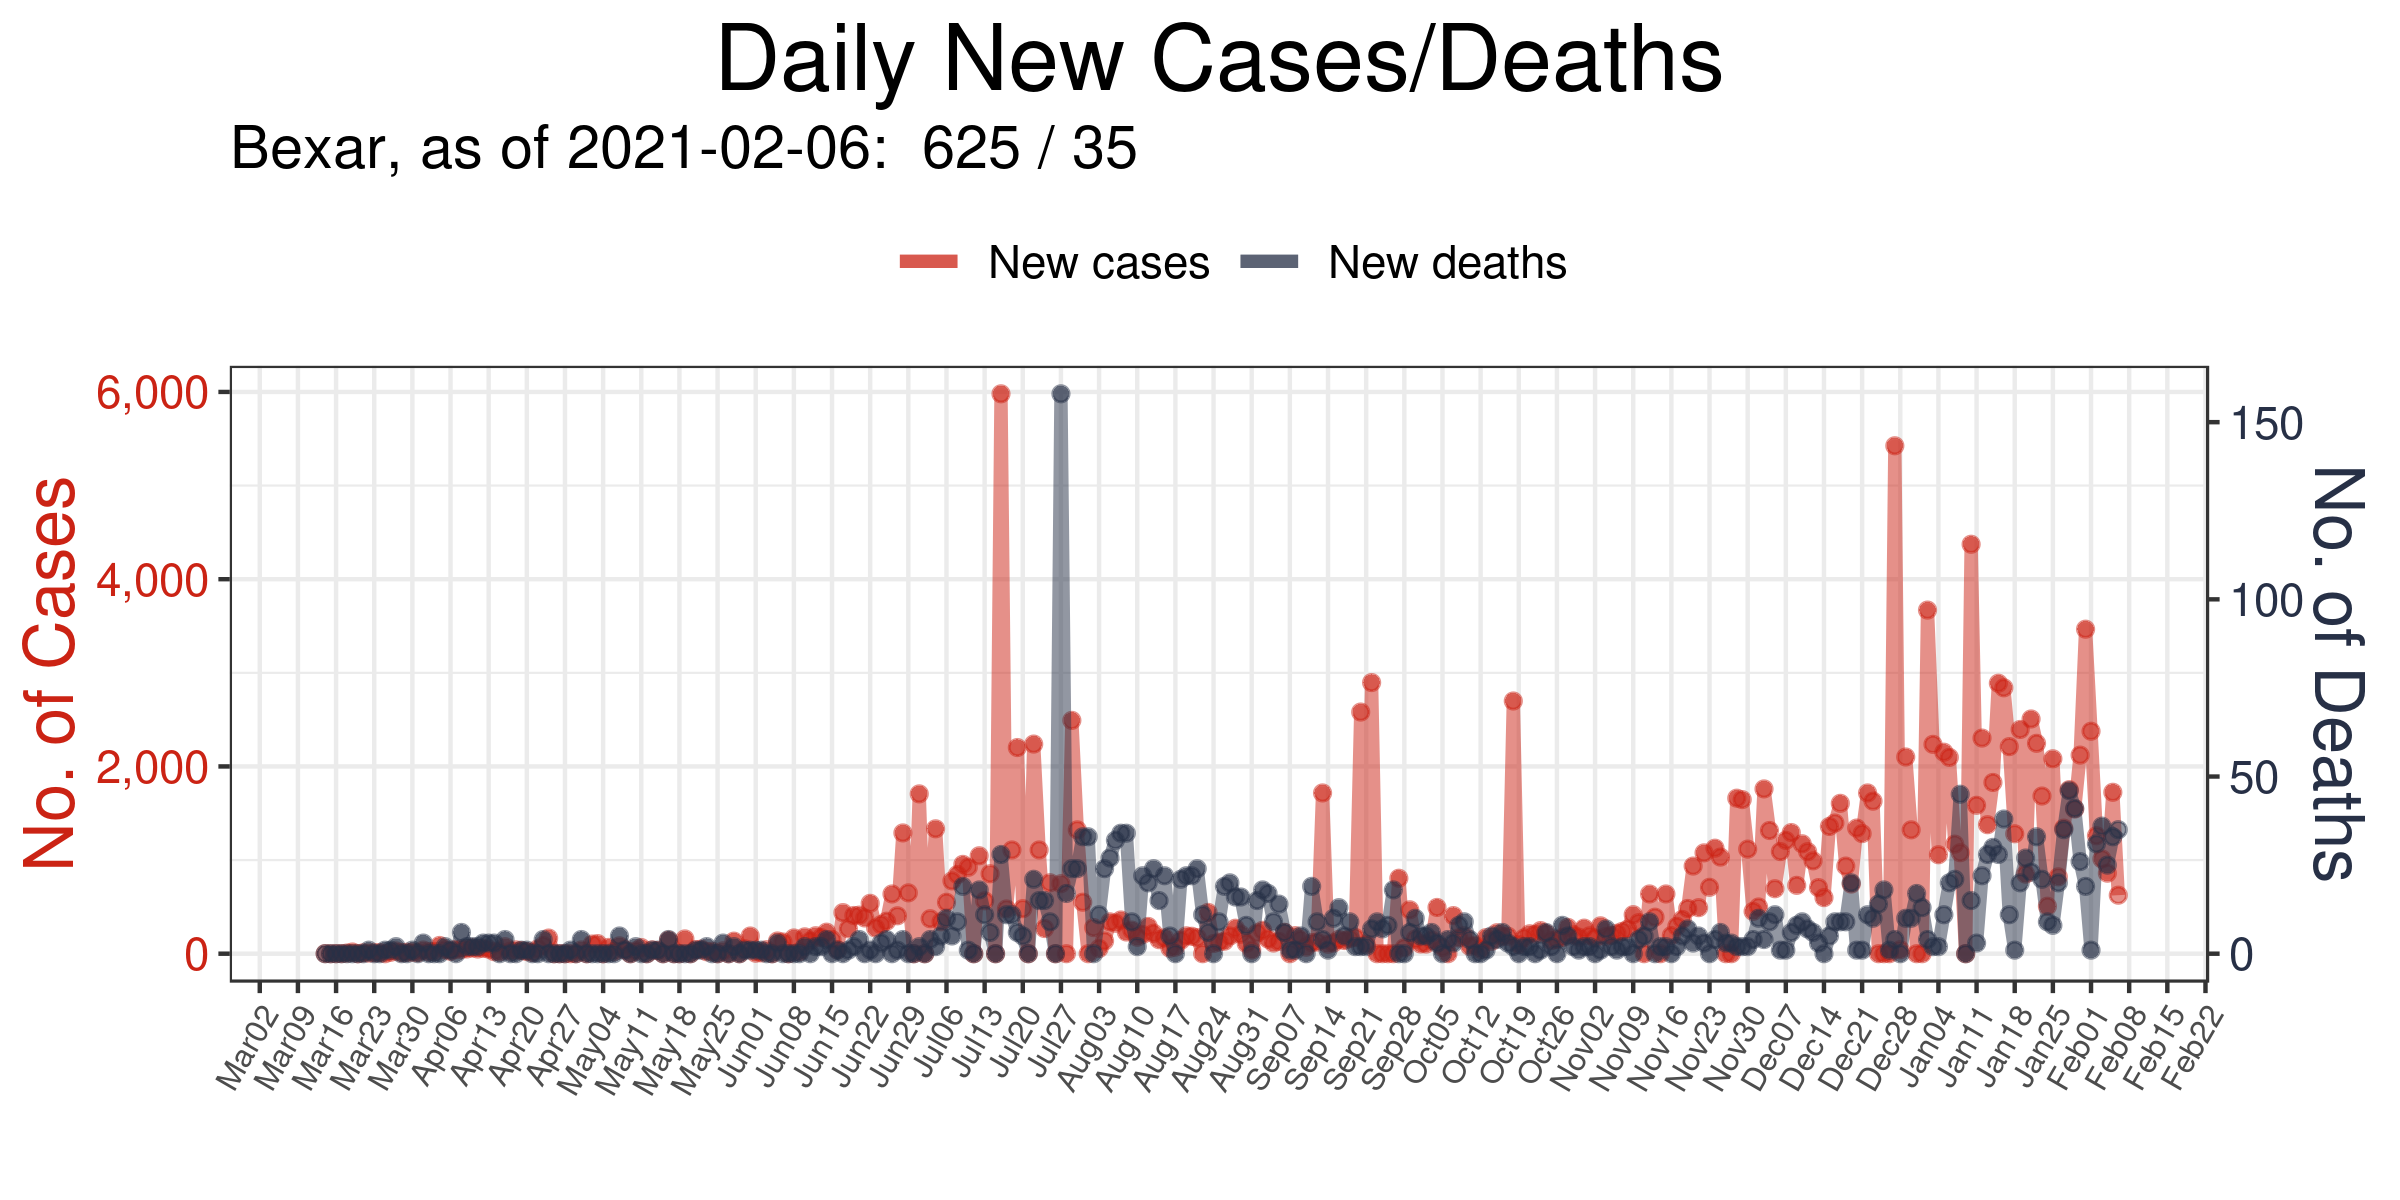 Daily New Cases/Deaths
Bexar, as of 2021-02-06:  625 / 35
New cases New deaths
No. of Cases
6,000
4,000
2,000
0
150
100
50
0
No. of Deaths
Mar02 Mar09 Mar16 Mar23 Mar30 Apr06 Apr13 Apr20 Apr27 May04 May11 May18 May25 Jun01 Jun08 Jun15 Jun22 Jun29 Jul06 Jul13 Jul20 Jul27 Aug03 Aug10 Aug17 Aug24 Aug31 Sep07 Sep14 Sep21 Sep28 Oct05 Oct12 Oct19 Oct26 Nov02 Nov09 Nov16 Nov23 Nov30 Dec07 Dec14 Dec21 Dec28 Jan04 Jan11 Jan18 Jan25 Feb01 Feb08 Feb15 Feb22